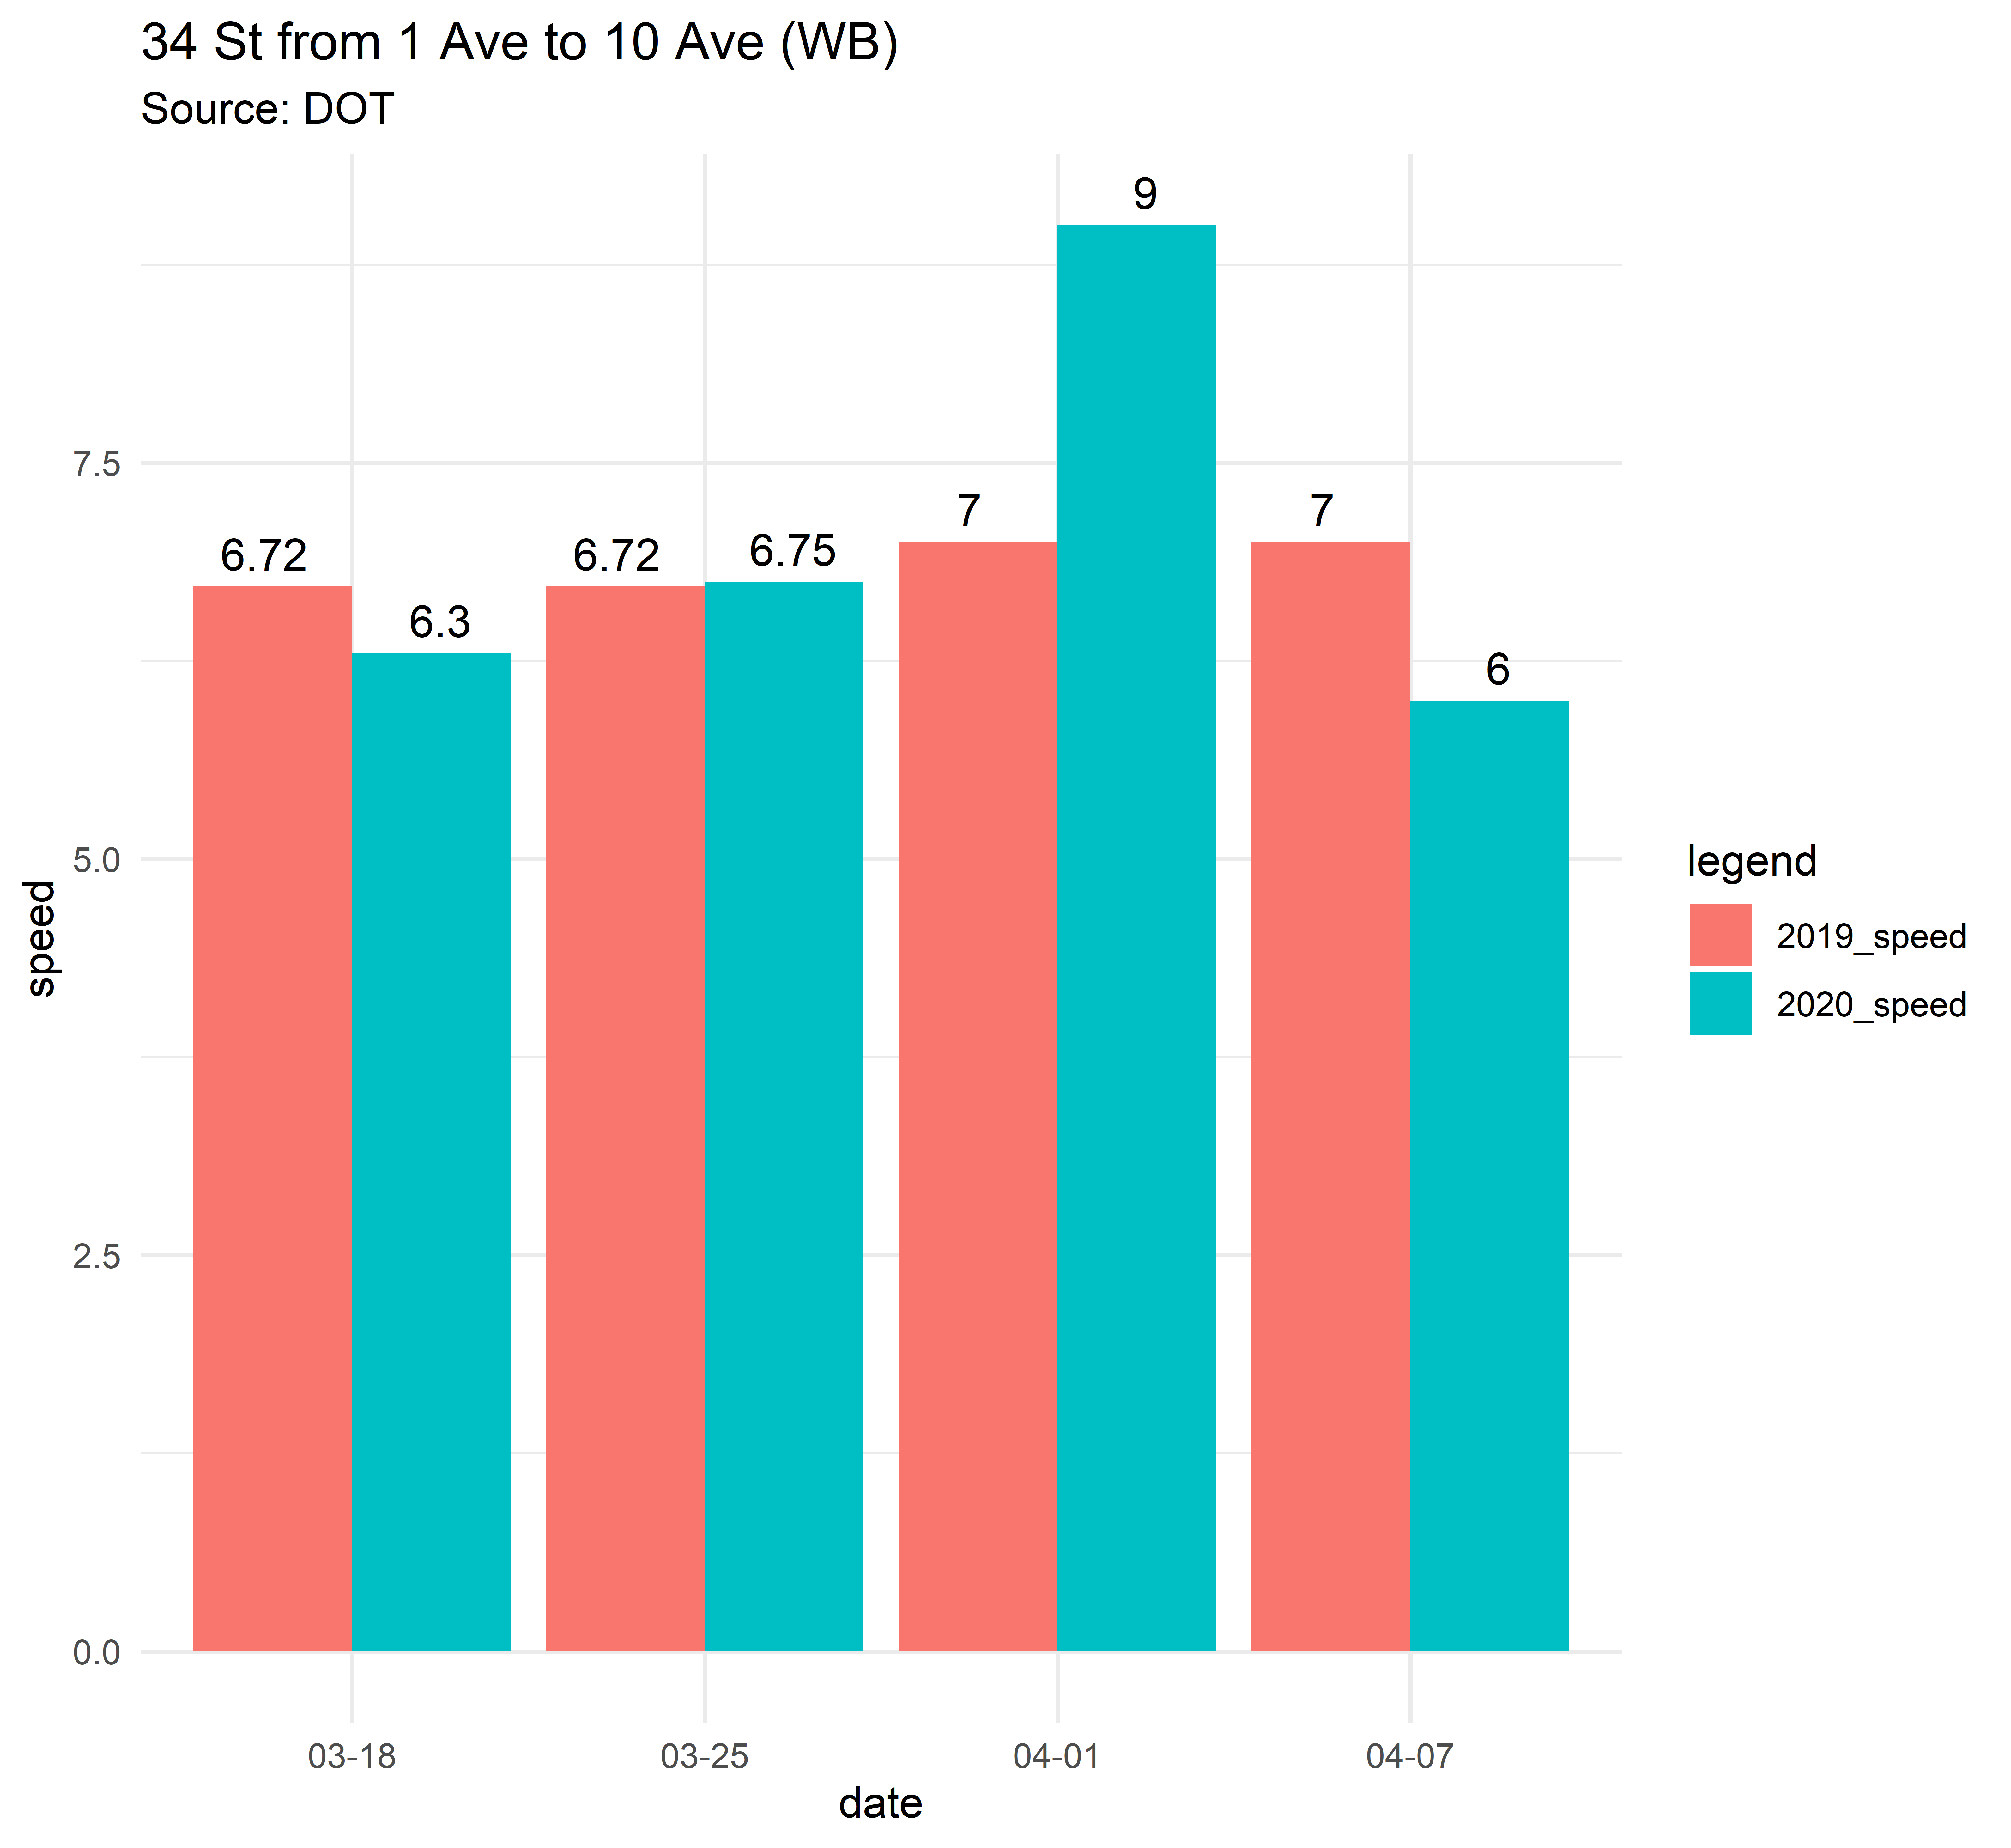 34 St from 1 Ave to 10 Ave (WB)
Source: DOT
9
7.5
7
7
6.72
6.72
6.75
6.3
6
5.0
speed
2.5
0.0
03-18
03-25
04-01
04-07
date
legend
2019_speed
2020_speed